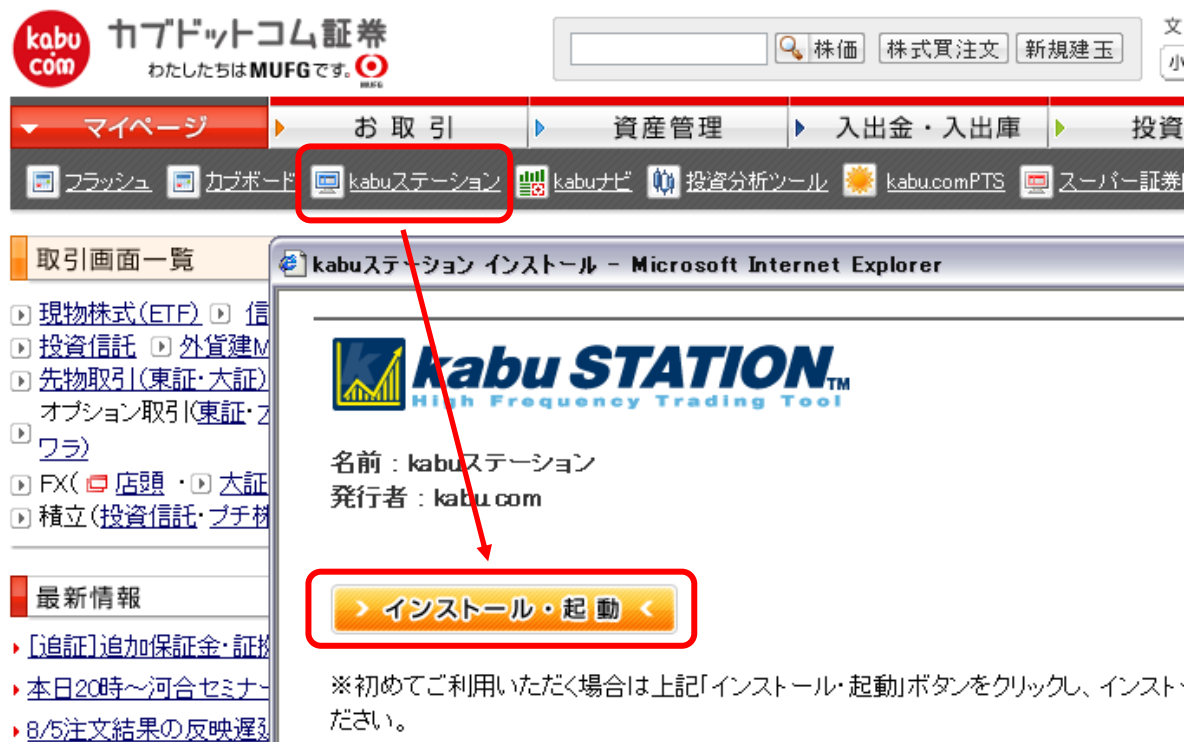 kabu
com
カブドットコム証券
わたしたちはMUFGです。
MUFG
株価
株式買注文
新規建玉
文
小
マイページ
お取引
資産管理
入出金・入出庫
投資
フラッシュ
カブボード
kabuステーション
kabuナビ
投資分析ツール
kabu.comPTS
スーパー証券
取引画面一覧
現物株式(ETF) 信
投資信託 外貨建M
先物取引(東証・大証)
オプション取引(東証・
ワラ)
FX( 店頭 ・ 大証
積立(投資信託・プチ株
最新情報
[追証]追加保証金・証
本日20時～河合セミナー
8/5注文結果の反映遅
kabuステーション インストール - Microsoft Internet Explorer
kabu STATION TM
High Frequency Trading Tool
名前 : kabuステーション
発行者 : kabu.com
インストール・起動
※初めてご利用いただく場合は上記「インストール・起動」ボタンをクリックし、インスト
ださい。